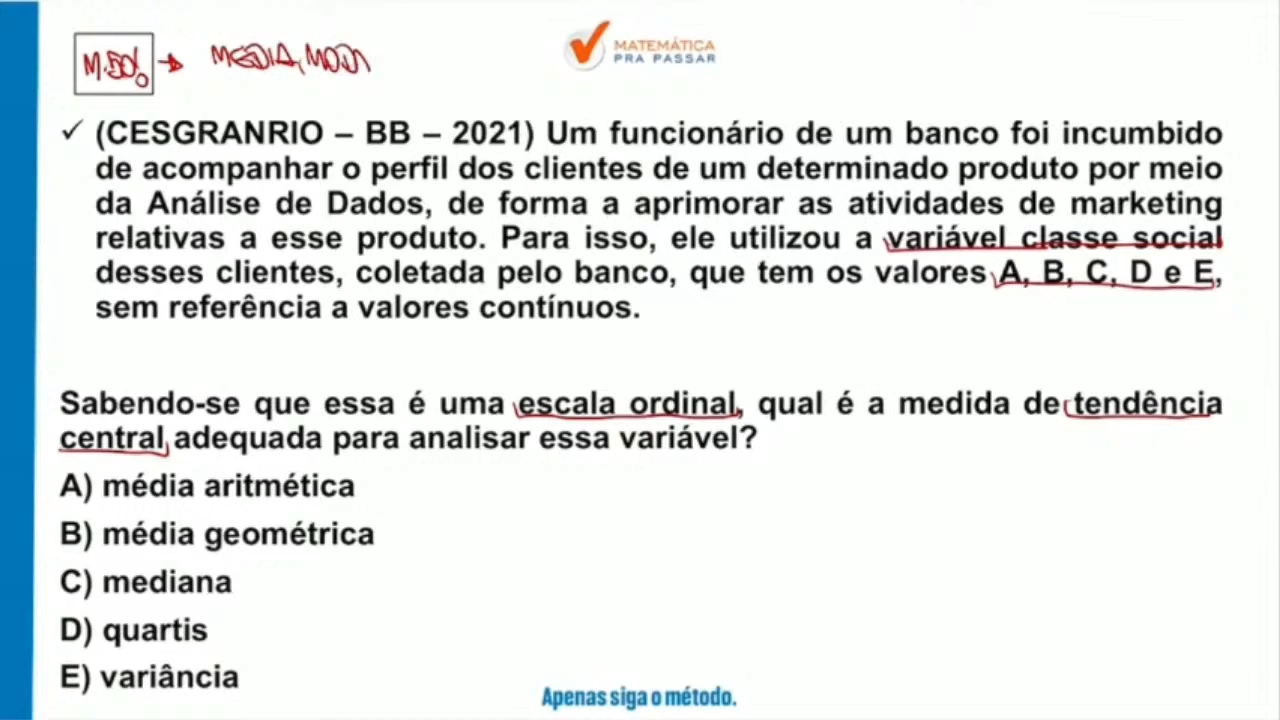 M.50% → MEDIA, MODA
MATEMÁTICA
PRA PASSAR
✓ (CESGRANRIO – BB – 2021) Um funcionário de um banco foi incumbido
de acompanhar o perfil dos clientes de um determinado produto por meio
da Análise de Dados, de forma a aprimorar as atividades de marketing
relativas a esse produto. Para isso, ele utilizou a variável classe social
desses clientes, coletada pelo banco, que tem os valores A, B, C, D e E,
sem referência a valores contínuos.
Sabendo-se que essa é uma escala ordinal, qual é a medida de tendência
central adequada para analisar essa variável?
A) média aritmética
B) média geométrica
C) mediana
D) quartis
E) variância
Apenas siga o método.